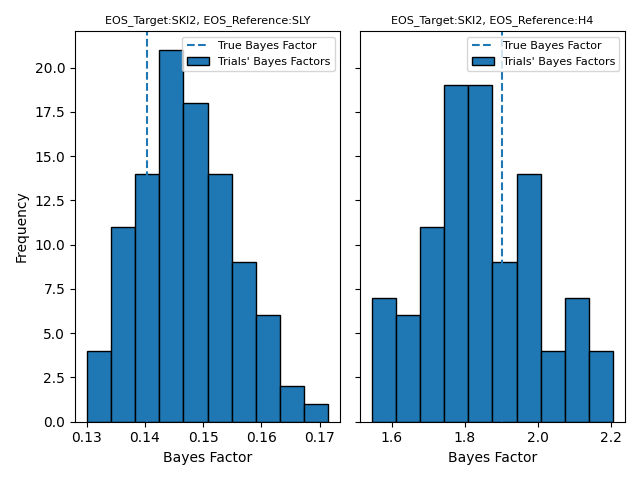 EOS_Target:SKI2, EOS_Reference:SLY
EOS_Target:SKI2, EOS_Reference:H4
True Bayes Factor
Trials' Bayes Factors
True Bayes Factor
Trials' Bayes Factors
20.0
17.5
15.0
12.5
10.0
7.5
5.0
2.5
0.0
Frequency
0.13 0.14 0.15 0.16 0.17
1.6 1.8 2.0 2.2
Bayes Factor
Bayes Factor